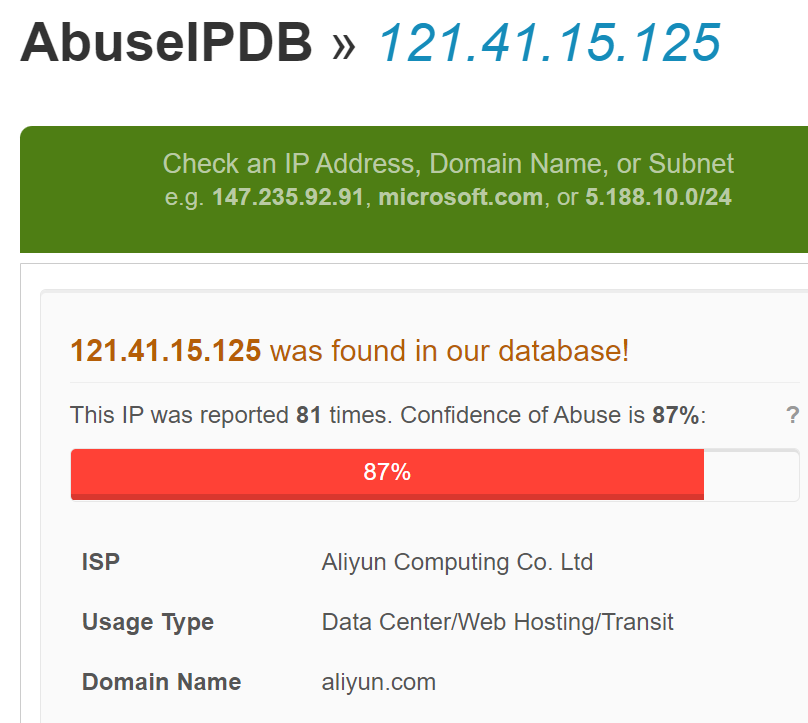 AbuseIPDB » 121.41.15.125
Check an IP Address, Domain Name, or Subnet
e.g. 147.235.92.91, microsoft.com, or 5.188.10.0/24
121.41.15.125 was found in our database!
This IP was reported 81 times. Confidence of Abuse is 87%: ?
87%
ISP Aliyun Computing Co. Ltd
Usage Type Data Center/Web Hosting/Transit
Domain Name aliyun.com